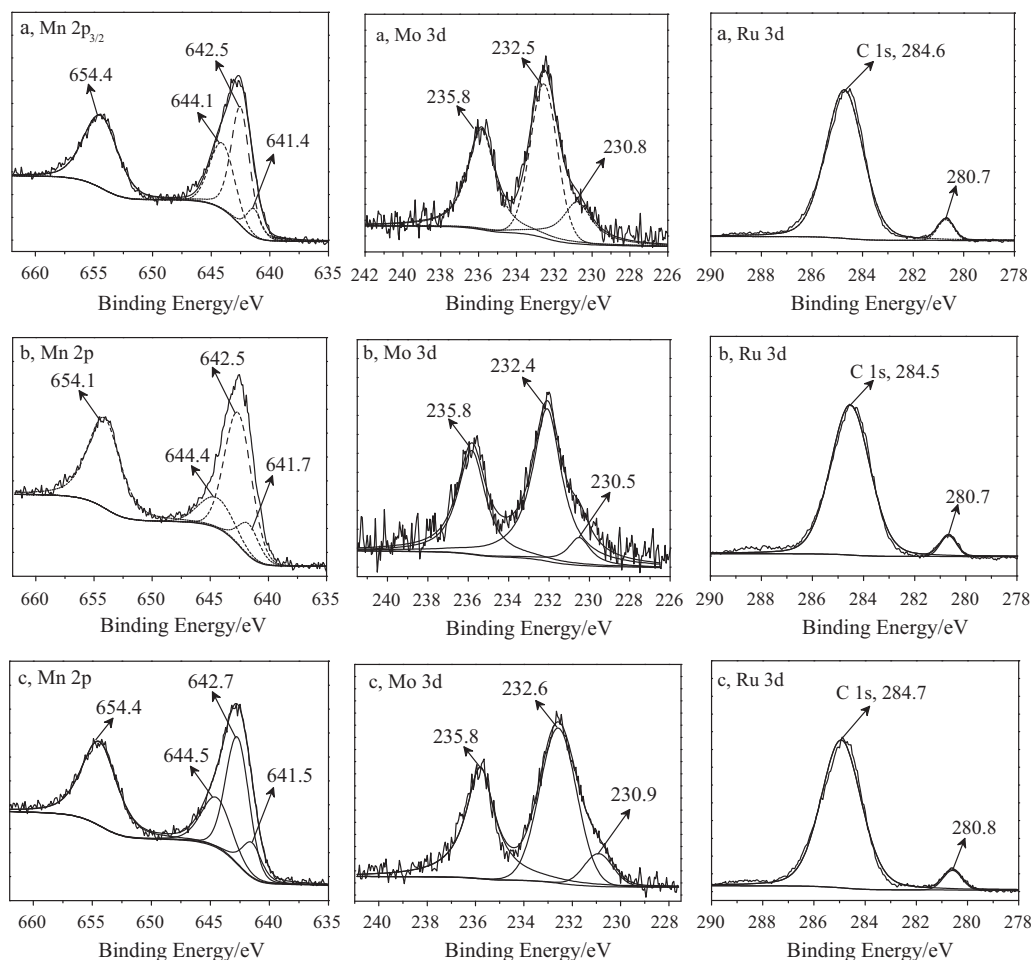 a, Mn 2p3/2
642.5
654.4
644.1
641.4
660 655 650 645 640 635
Binding Energy/eV
a, Mo 3d
232.5
235.8
230.8
242 240 238 236 234 232 230 228 226
Binding Energy/eV
a, Ru 3d
C 1s, 284.6
280.7
290 288 286 284 282 280 278
Binding Energy/eV
b, Mn 2p
642.5
654.1
644.4
641.7
660 655 650 645 640 635
Binding Energy/eV
b, Mo 3d
232.4
235.8
230.5
240 238 236 234 232 230 228 226
Binding Energy/eV
b, Ru 3d
C 1s, 284.5
280.7
290 288 286 284 282 280 278
Binding Energy/eV
c, Mn 2p
642.7
654.4
644.5
641.5
660 655 650 645 640 635
Binding Energy/eV
c, Mo 3d
232.6
235.8
230.9
240 238 236 234 232 230 228
Binding Energy/eV
c, Ru 3d
C 1s, 284.7
280.8
290 288 286 284 282 280 278
Binding Energy/eV